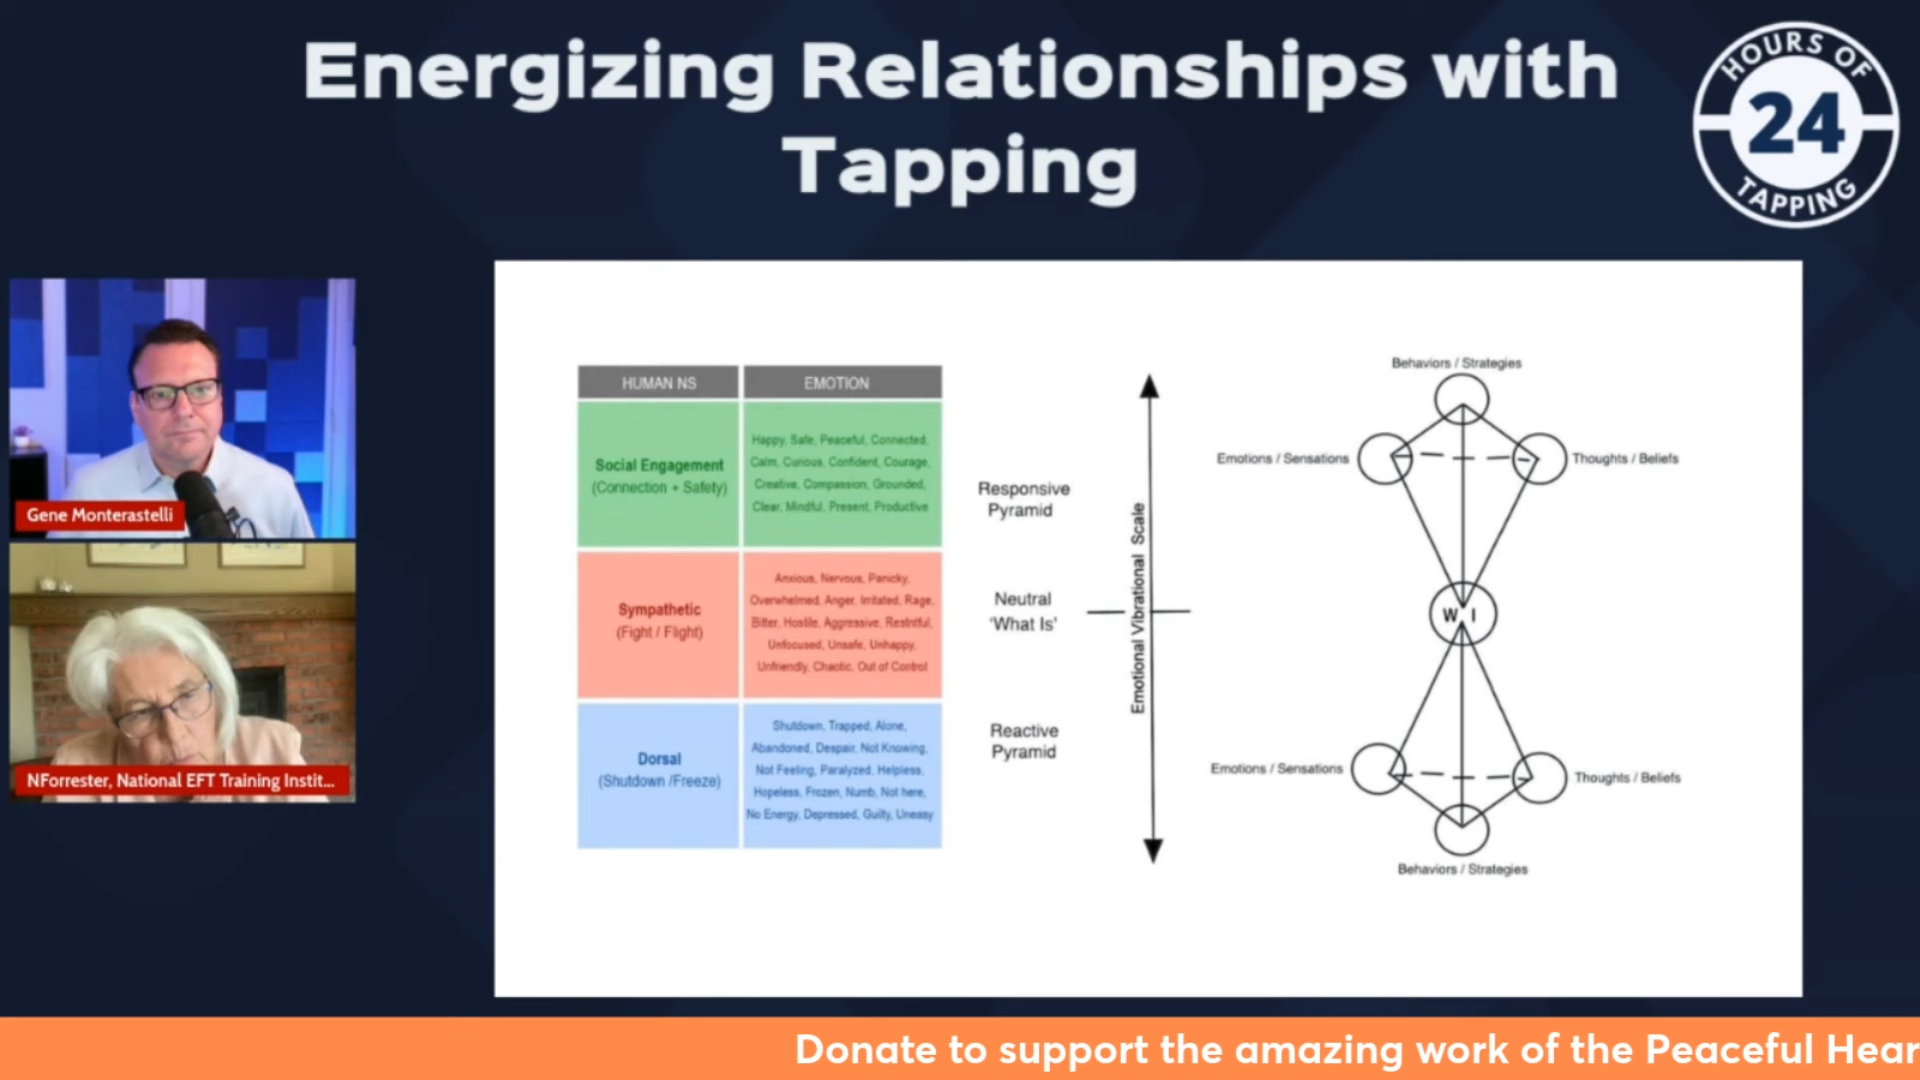 Energizing Relationships with
Tapping
HOURS OF
24
TAPPING
Gene Monterastelli
NForrester, National EFT Training Instit...
HUMAN NS
EMOTION
Social Engagement
(Connection + Safety)
Happy, Safe, Peaceful, Connected,
Calm, Curious, Confident, Courage,
Creative, Compassion, Grounded,
Clear, Mindful, Present, Productive
Sympathetic
(Fight / Flight)
Anxious, Nervous, Panicky,
Overwhelmed, Anger, Irritated, Rage,
Bitter, Hostile, Aggressive, Restnful,
Unfocused, Unsafe, Unhappy,
Unfriendly, Chaotic, Out of Control
Dorsal
(Shutdown /Freeze)
Shutdown, Trapped, Alone,
Abandoned, Despair, Not Knowing,
Not Feeling, Paralyzed, Helpless,
Hopeless, Frozen, Numb, Not here,
No Energy, Depressed, Guilty, Uneasy
Responsive
Pyramid
Neutral
'What Is'
Reactive
Pyramid
Emotional Vibrational Scale
Behaviors / Strategies
Emotions / Sensations
Thoughts / Beliefs
W I
Emotions / Sensations
Thoughts / Beliefs
Behaviors / Strategies
Donate to support the amazing work of the Peaceful Hear